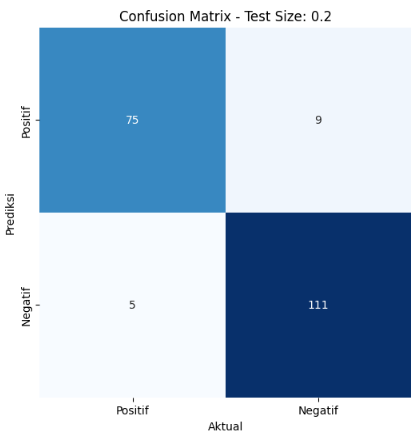 Confusion Matrix - Test Size: 0.2
Positif
75
9
Prediksi
Negatif
5
111
Positif
Negatif
Aktual